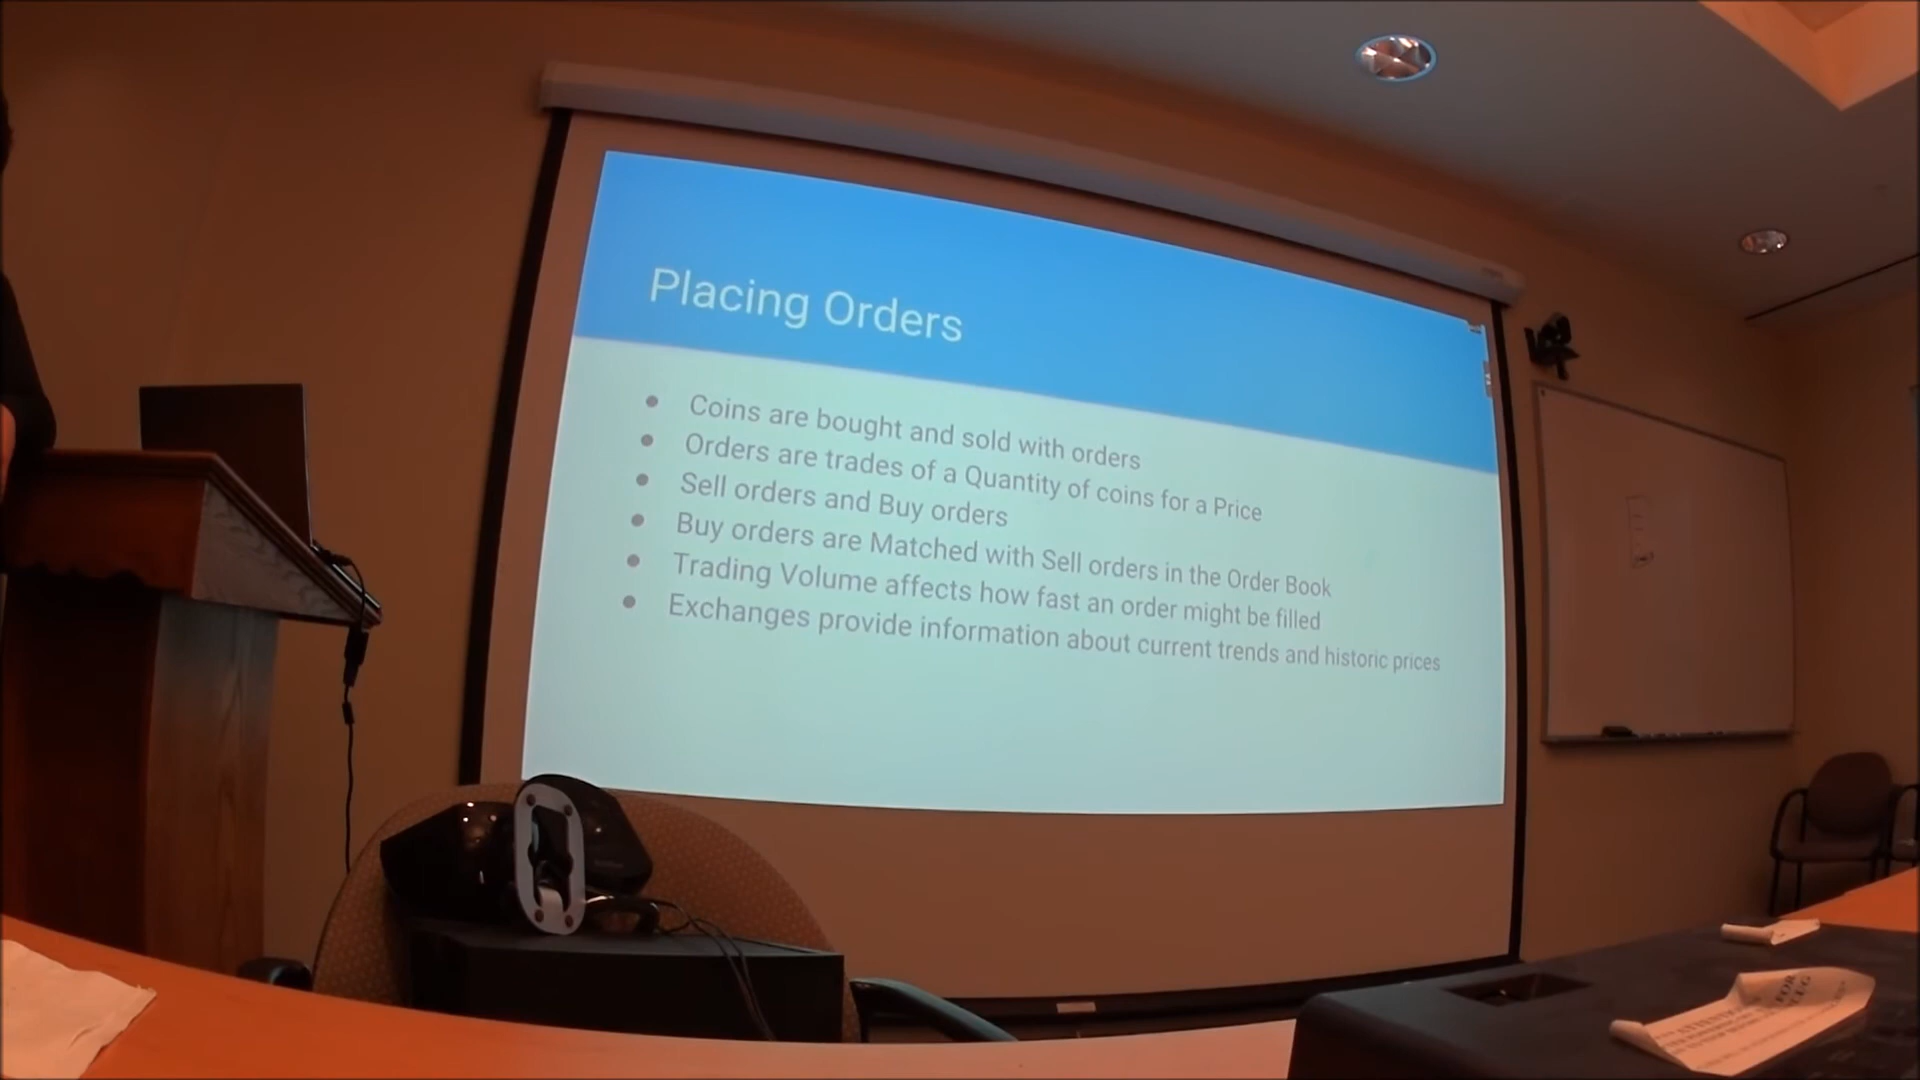 Placing Orders
Coins are bought and sold with orders
Orders are trades of a Quantity of coins for a Price
Sell orders and Buy orders
Buy orders are Matched with Sell orders in the Order Book
Trading Volume affects how fast an order might be filled
Exchanges provide information about current trends and historic prices